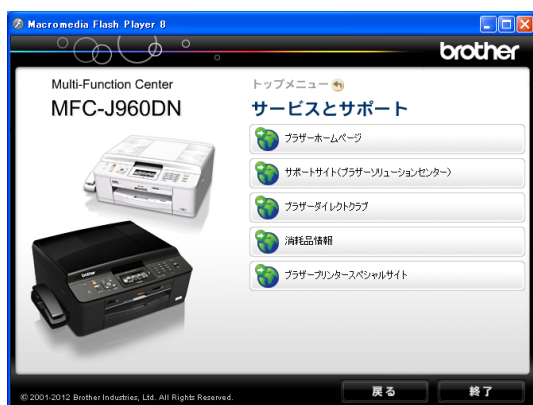 Macromedia Flash Player 8
brother
Multi-Function Center
MFC-J960DN
トップメニュー
サービスとサポート
ブラザーホームページ
サポートサイト(ブラザーソリューションセンター)
ブラザーダイレクトクラブ
消耗品情報
ブラザープリンタースペシャルサイト
© 2001-2012 Brother Industries, Ltd. All Rights Reserved.
戻る
終了